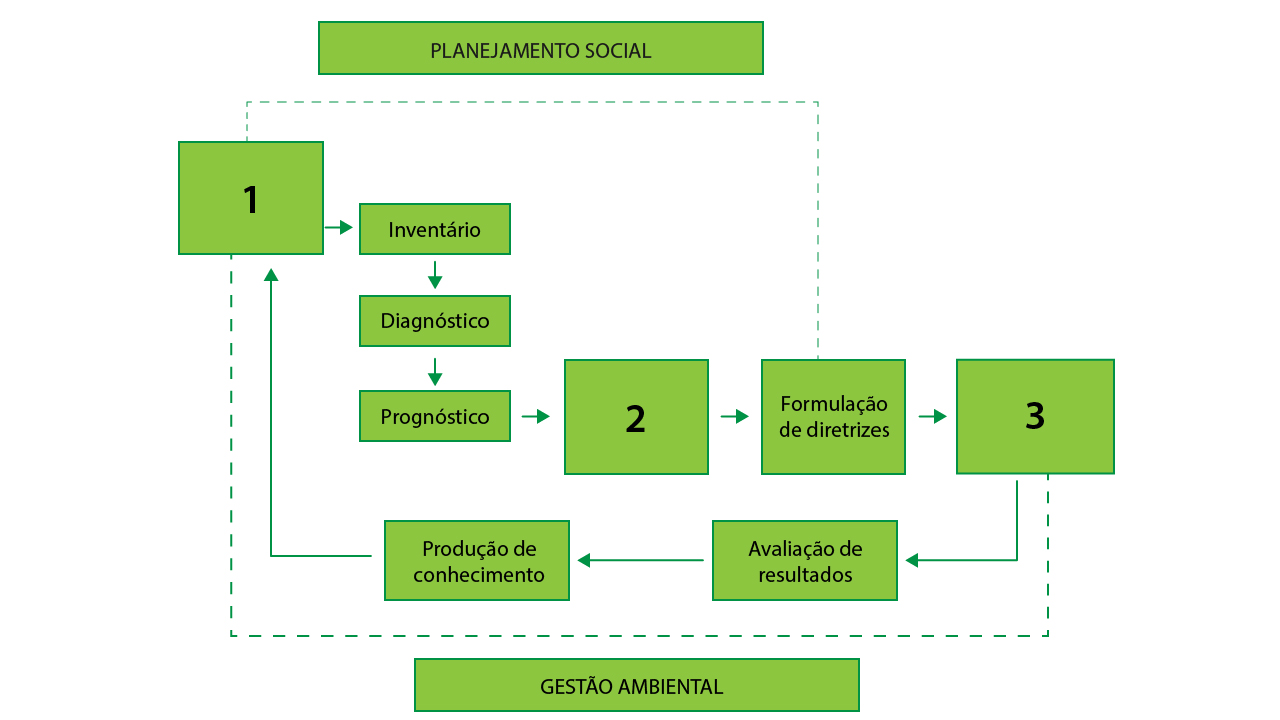 PLANEJAMENTO SOCIAL
1
Inventário
Diagnóstico
Prognóstico
2
Formulação
de diretrizes
3
Produção de
conhecimento
Avaliação de
resultados
GESTÃO AMBIENTAL